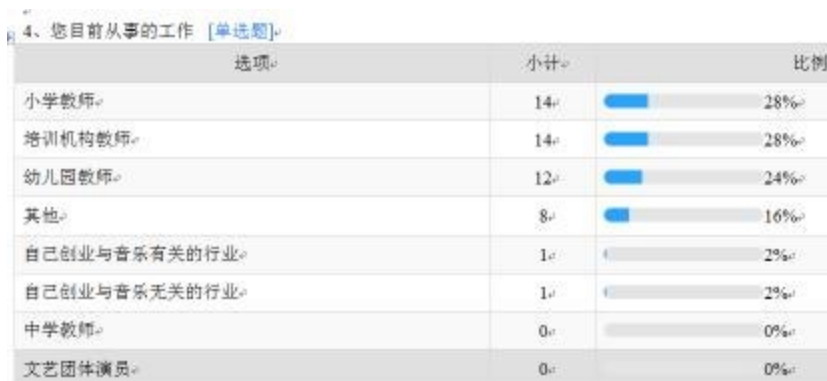 4、您目前从事的工作 [单选题]
选项 小计 比例
小学教师 14 28%
培训机构教师 14 28%
幼儿园教师 12 24%
其他 8 16%
自己创业与音乐有关的行业 1 2%
自己创业与音乐无关的行业 1 2%
中学教师 0 0%
文艺团体演员 0 0%